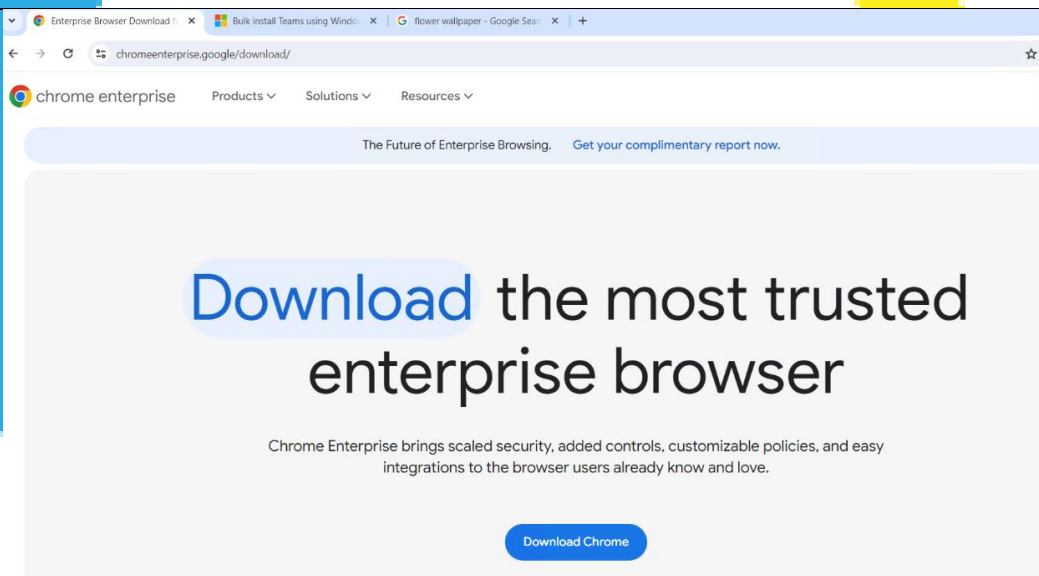 Enterprise Browser Download f
Bulk install Teams using Windo
flower wallpaper - Google Sear
chromeenterprise.google/download/
chrome enterprise
Products
Solutions
Resources
The Future of Enterprise Browsing. Get your complimentary report now.
Download the most trusted
enterprise browser
Chrome Enterprise brings scaled security, added controls, customizable policies, and easy
integrations to the browser users already know and love.
Download Chrome